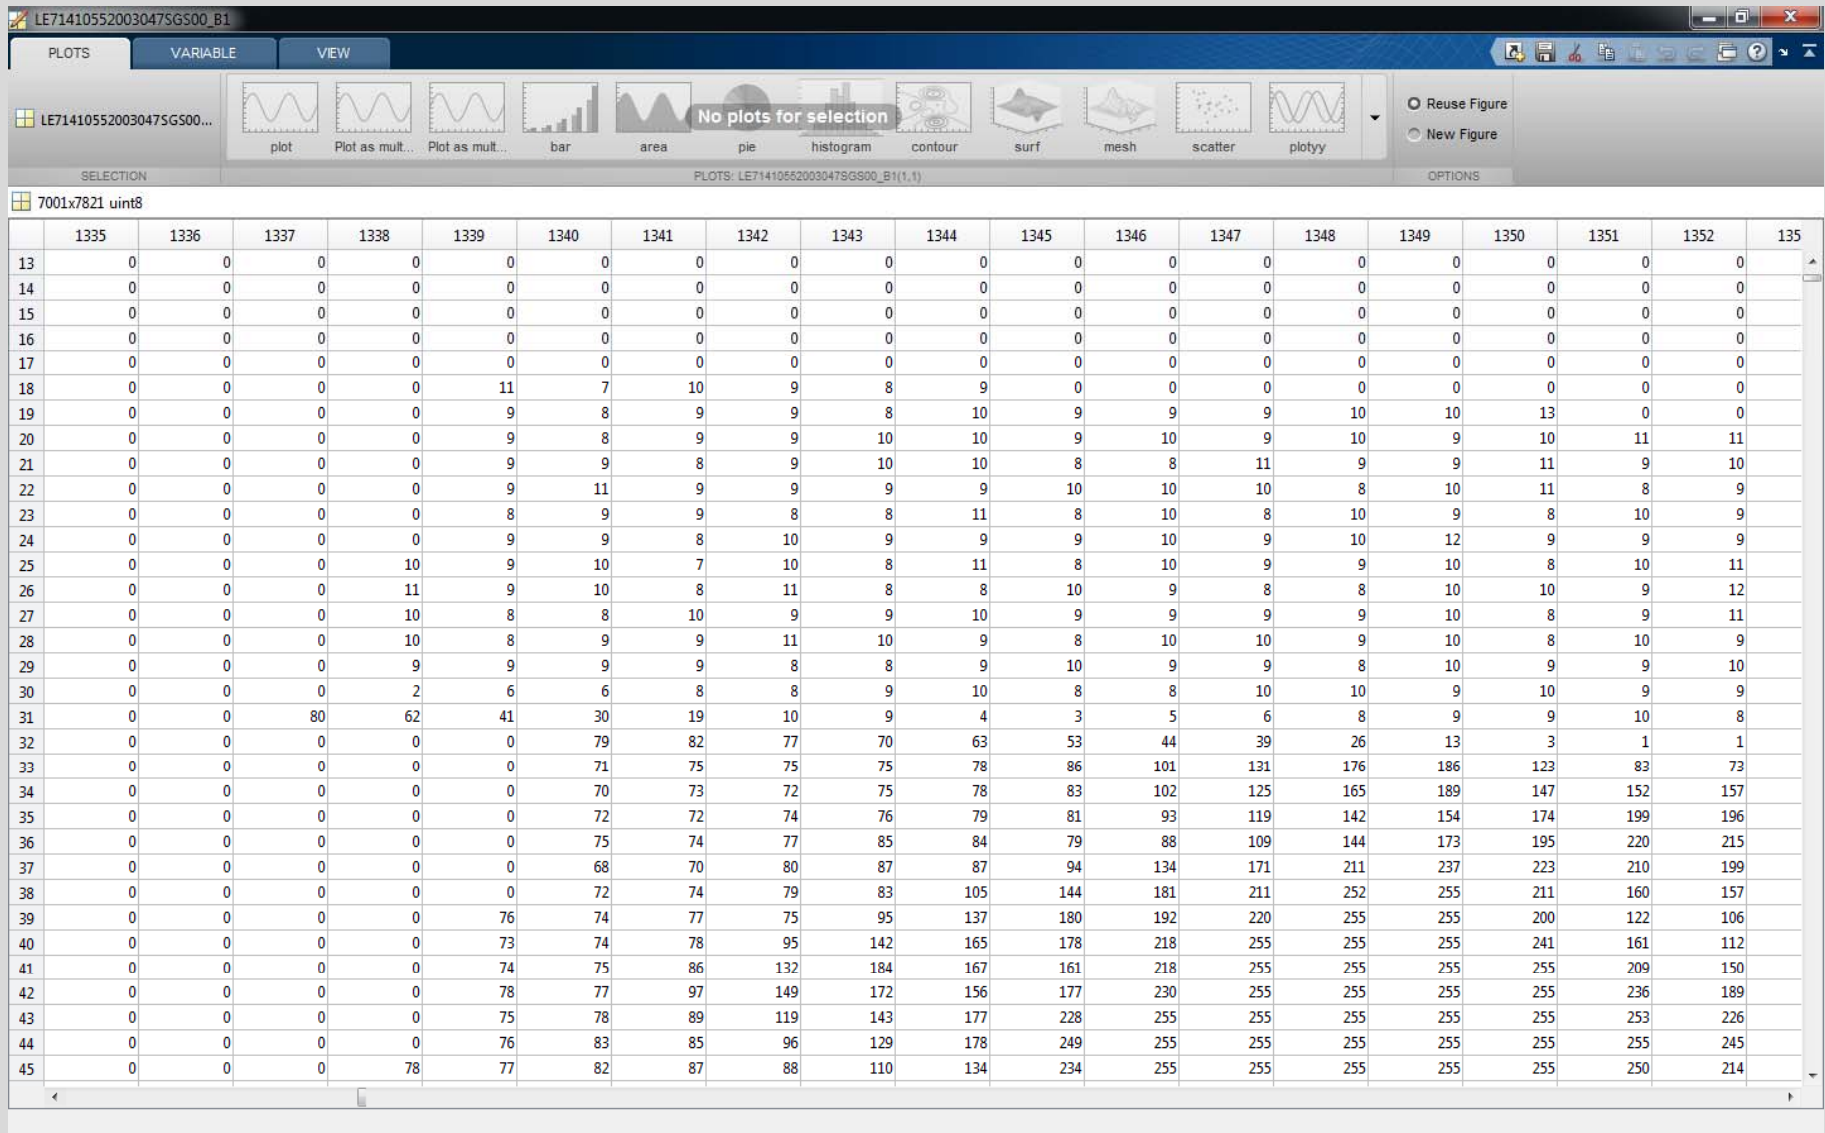 LE71410552003047SGS00_B1
PLOTS VARIABLE VIEW
LE71410552003047SGS00...
No plots for selection
plot Plot as mult... Plot as mult... bar area pie histogram contour surf mesh scatter plotyy
Reuse Figure
New Figure
SELECTION PLOTS: LE71410552003047SGS00_B1(1,1) OPTIONS
7001x7821 uint8
1335 1336 1337 1338 1339 1340 1341 1342 1343 1344 1345 1346 1347 1348 1349 1350 1351 1352 135
13 0 0 0 0 0 0 0 0 0 0 0 0 0 0 0 0 0 0
14 0 0 0 0 0 0 0 0 0 0 0 0 0 0 0 0 0 0
15 0 0 0 0 0 0 0 0 0 0 0 0 0 0 0 0 0 0
16 0 0 0 0 0 0 0 0 0 0 0 0 0 0 0 0 0 0
17 0 0 0 0 0 0 0 0 0 0 0 0 0 0 0 0 0 0
18 0 0 0 0 11 7 10 9 8 9 0 0 0 0 0 0 0 0
19 0 0 0 0 9 8 9 9 8 10 9 9 9 10 10 13 0 0
20 0 0 0 0 9 8 9 9 10 10 9 10 9 10 9 10 11 11
21 0 0 0 0 9 9 8 9 10 10 8 8 11 9 9 11 9 10
22 0 0 0 0 9 11 9 9 9 9 10 10 10 8 10 11 8 9
23 0 0 0 0 8 9 9 8 8 11 8 10 8 10 9 8 10 9
24 0 0 0 0 9 9 8 10 9 9 9 10 9 10 12 9 9 9
25 0 0 0 10 9 10 7 10 8 11 8 10 9 9 10 8 10 11
26 0 0 0 11 9 10 8 11 8 8 10 9 8 8 10 10 9 12
27 0 0 0 10 8 8 10 9 9 10 9 9 9 9 10 8 9 11
28 0 0 0 10 8 9 9 11 10 9 8 10 10 9 10 8 10 9
29 0 0 0 9 9 9 9 8 8 9 10 9 9 8 10 9 9 10
30 0 0 0 2 6 6 8 8 9 10 8 8 10 10 9 10 9 9
31 0 0 80 62 41 30 19 10 9 4 3 5 6 8 9 9 10 8
32 0 0 0 0 0 79 82 77 70 63 53 44 39 26 13 3 1 1
33 0 0 0 0 0 71 75 75 75 78 86 101 131 176 186 123 83 73
34 0 0 0 0 0 70 73 72 75 78 83 102 125 165 189 147 152 157
35 0 0 0 0 0 72 72 74 76 79 81 93 119 142 154 174 199 196
36 0 0 0 0 0 75 74 77 85 84 79 88 109 144 173 195 220 215
37 0 0 0 0 0 68 70 80 87 87 94 134 171 211 237 223 210 199
38 0 0 0 0 0 72 74 79 83 105 144 181 211 252 255 211 160 157
39 0 0 0 0 76 74 77 75 95 137 180 192 220 255 255 200 122 106
40 0 0 0 0 73 74 78 95 142 165 178 218 255 255 255 241 161 112
41 0 0 0 0 74 75 86 132 184 167 161 218 255 255 255 255 209 150
42 0 0 0 0 78 77 97 149 172 156 177 230 255 255 255 255 236 189
43 0 0 0 0 75 78 89 119 143 177 228 255 255 255 255 255 253 226
44 0 0 0 0 76 83 85 96 129 178 249 255 255 255 255 255 255 245
45 0 0 0 78 77 82 87 88 110 134 234 255 255 255 255 255 250 214